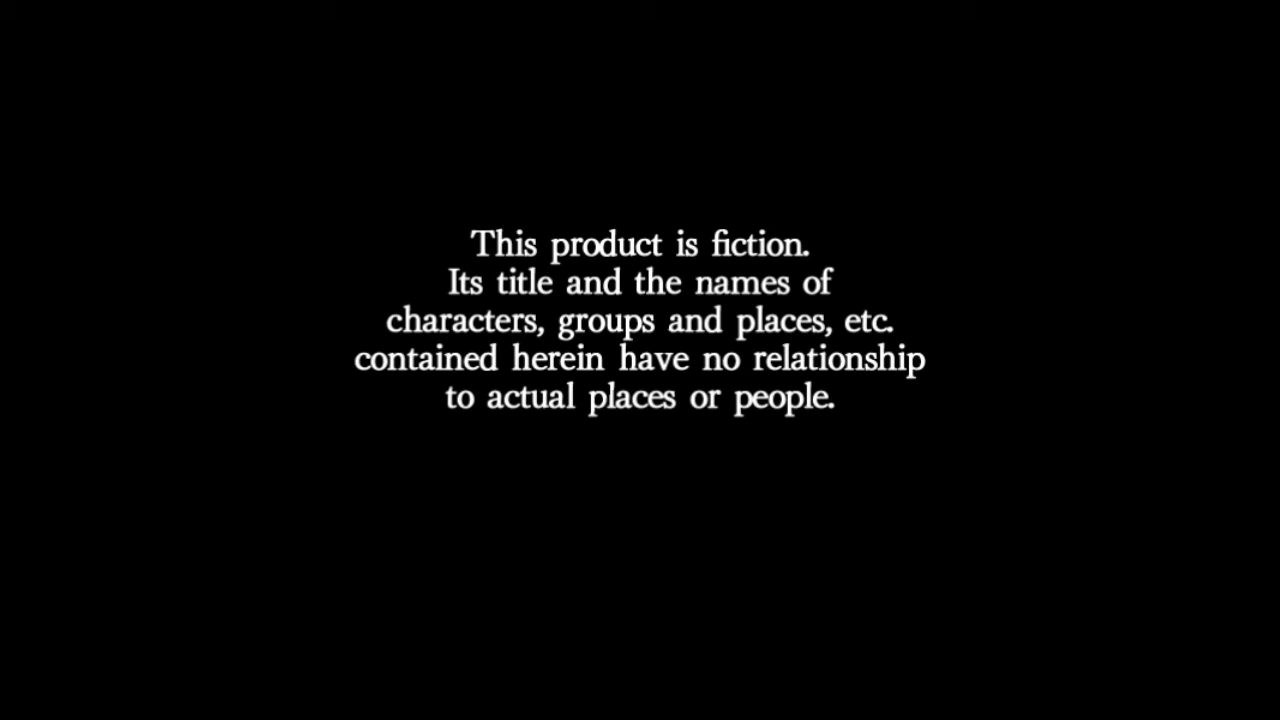 This product is fiction.
Its title and the names of
characters, groups and places, etc.
contained herein have no relationship
to actual places or people.